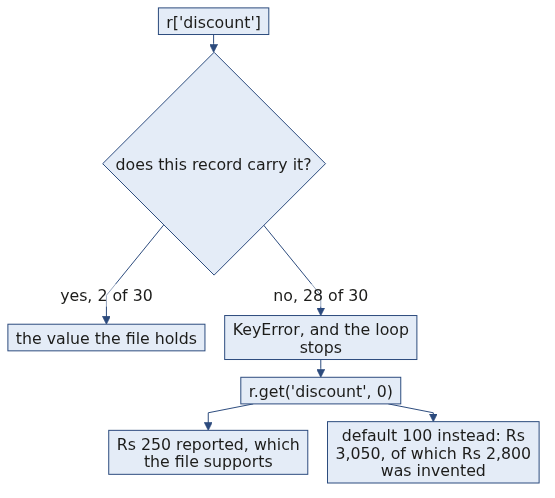 r['discount']
does this record carry it?
yes, 2 of 30
no, 28 of 30
the value the file holds
KeyError, and the loop
stops
r.get('discount', 0)
Rs 250 reported, which
the file supports
default 100 instead: Rs
3,050, of which Rs 2,800
was invented